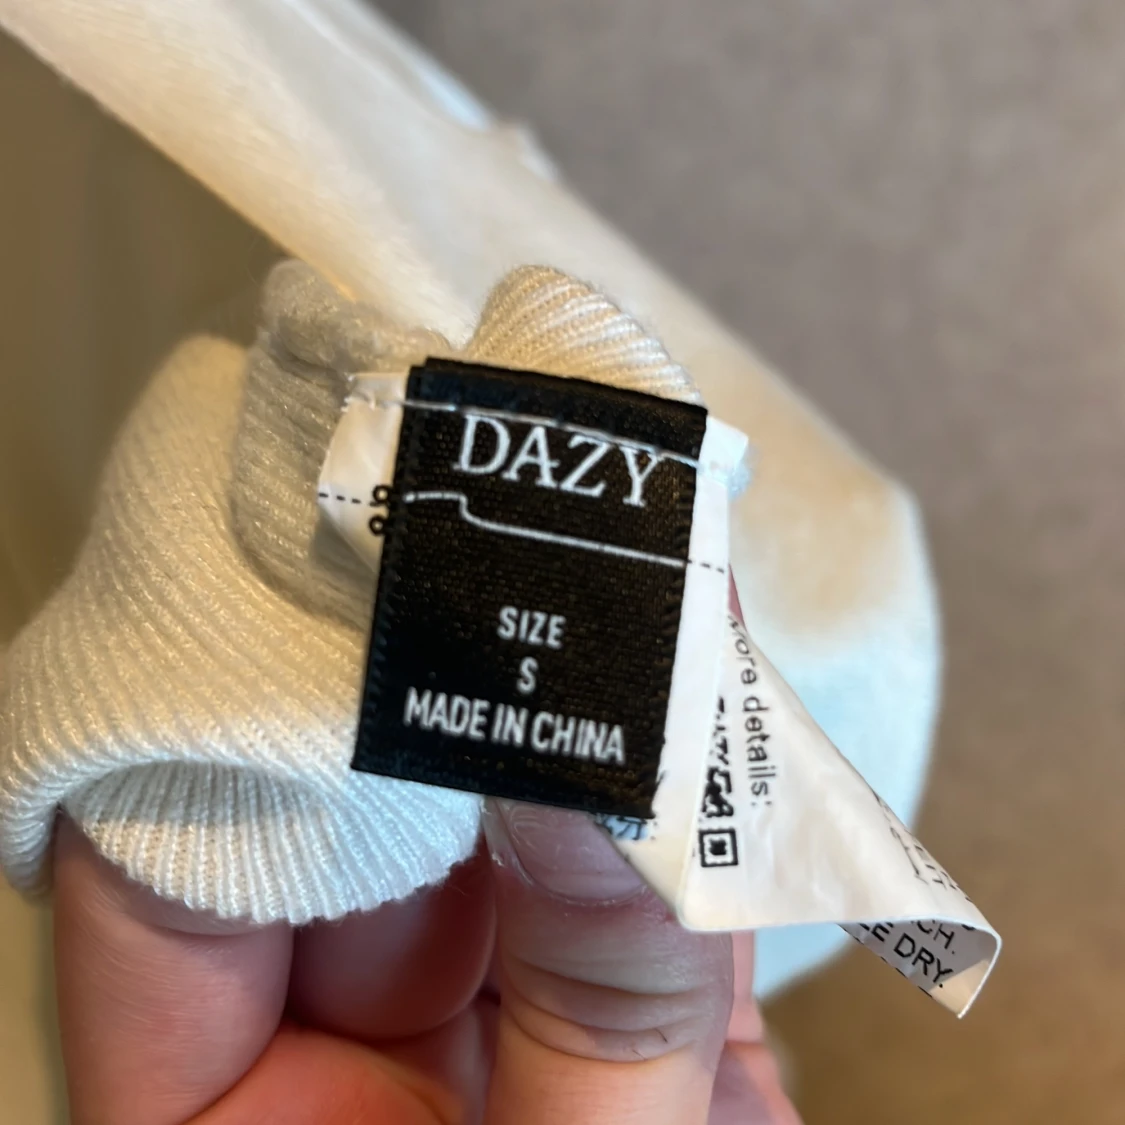 DAZY
SIZE
S
MADE IN CHINA
More details:
DRY.